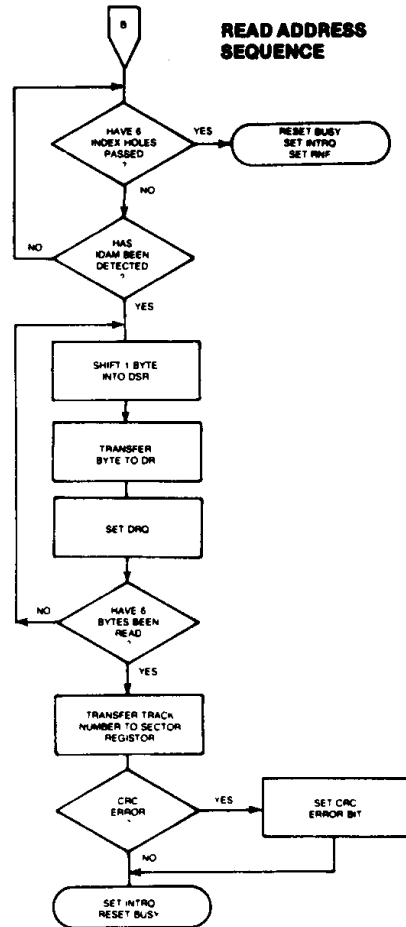 B
READ ADDRESS
SEQUENCE
HAVE 6
INDEX HOLES
PASSED
?
YES
RESET BUSY
SET INTRQ
SET RNF
NO
NO
HAS
IDAM BEEN
DETECTED
?
YES
SHIFT 1 BYTE
INTO DSR
TRANSFER
BYTE TO DR
SET DRQ
NO
HAVE 6
BYTES BEEN
READ
?
YES
TRANSFER TRACK
NUMBER TO SECTOR
REGISTOR
CRC
ERROR
?
YES
SET CRC
ERROR BIT
NO
SET INTRQ
RESET BUSY